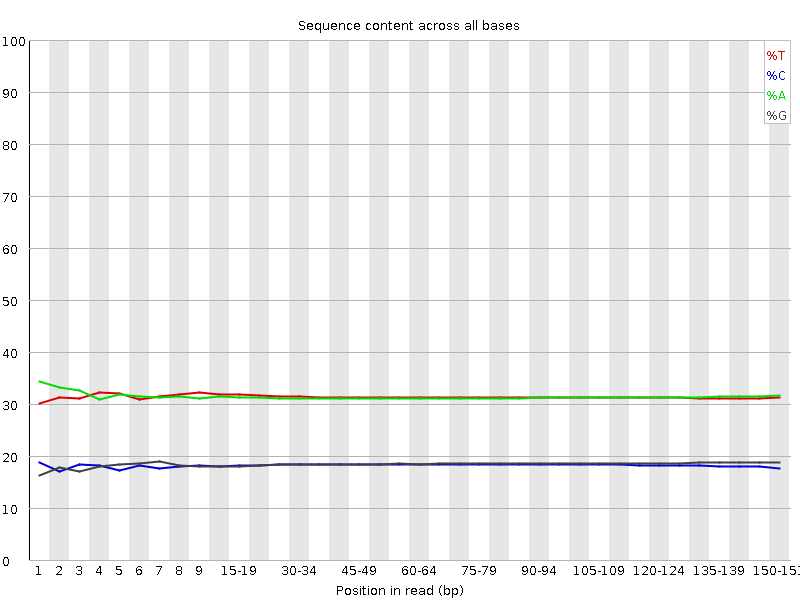 Sequence content across all bases
100
90
80
70
60
50
40
30
20
10
0
%T
%C
%A
%G
1 2 3 4 5 6 7 8 9 15-19 30-34 45-49 60-64 75-79 90-94 105-109 120-124 135-139 150-151
Position in read (bp)